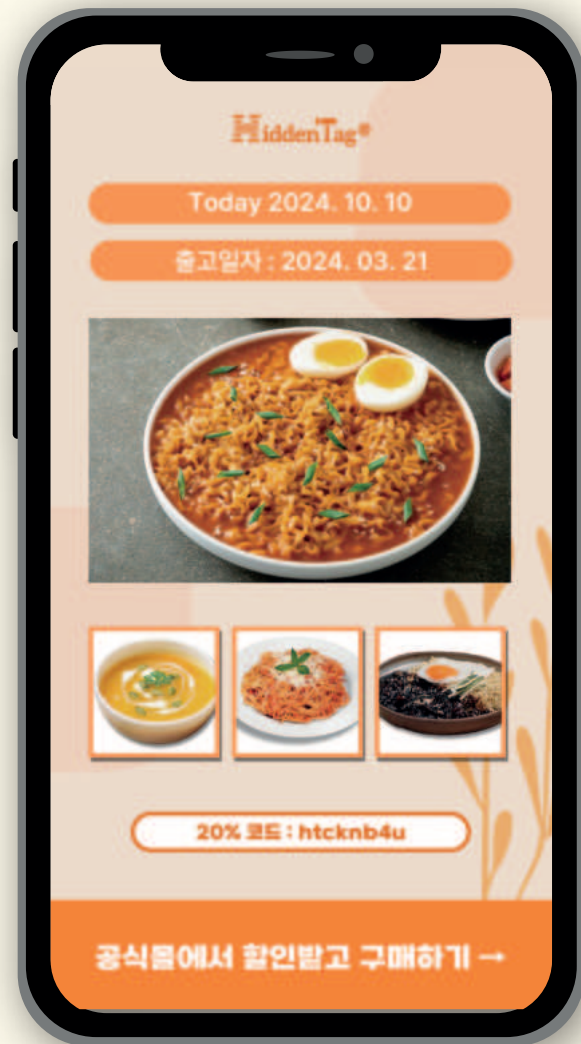 HiddenTag®
Today 2024. 10. 10
출고일자 : 2024. 03. 21
20% 코드 : htcknb4u
공식몰에서 할인받고 구매하기 →